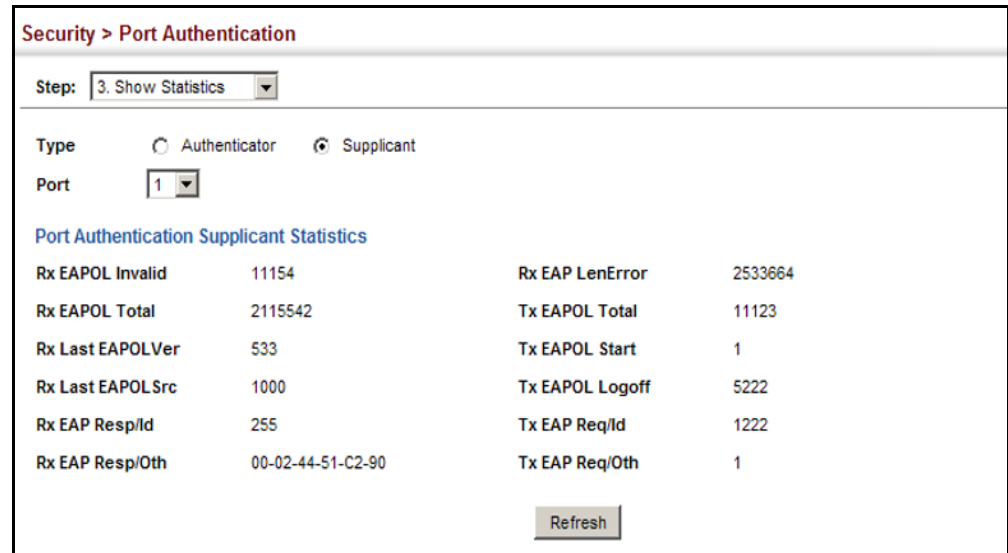 Security > Port Authentication
Step: 3. Show Statistics
Type Authenticator Supplicant
Port 1
Port Authentication Supplicant Statistics
Rx EAPOL Invalid 11154 Rx EAP LenError 2533664
Rx EAPOL Total 2115542 Tx EAPOL Total 11123
Rx Last EAPOLVer 533 Tx EAPOL Start 1
Rx Last EAPOLSrc 1000 Tx EAPOL Logoff 5222
Rx EAP Resp/Id 255 Tx EAP Req/Id 1222
Rx EAP Resp/Oth 00-02-44-51-C2-90 Tx EAP Req/Oth 1
Refresh